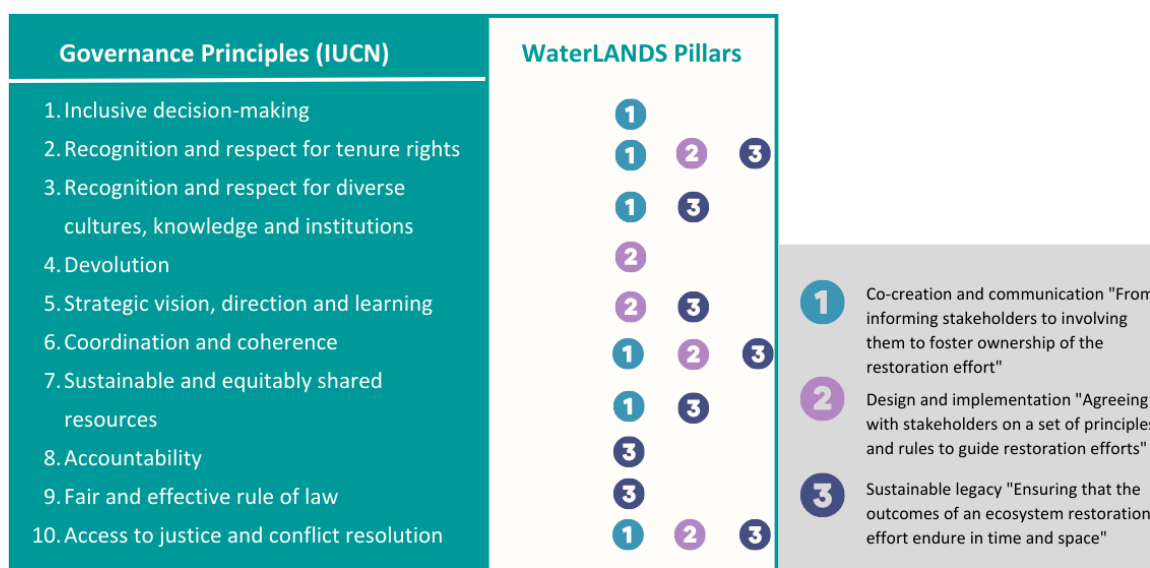 Governance Principles (IUCN)
WaterLANDS Pillars
1. Inclusive decision-making
1
2. Recognition and respect for tenure rights
1 2 3
3. Recognition and respect for diverse
cultures, knowledge and institutions
1 3
4. Devolution
2
5. Strategic vision, direction and learning
2 3
6. Coordination and coherence
1 2 3
7. Sustainable and equitably shared
resources
1 3
8. Accountability
3
9. Fair and effective rule of law
3
10. Access to justice and conflict resolution
1 2 3
1
Co-creation and communication "From
informing stakeholders to involving
them to foster ownership of the
restoration effort"
2
Design and implementation "Agreeing
with stakeholders on a set of principles
and rules to guide restoration efforts"
3
Sustainable legacy "Ensuring that the
outcomes of an ecosystem restoration
effort endure in time and space"